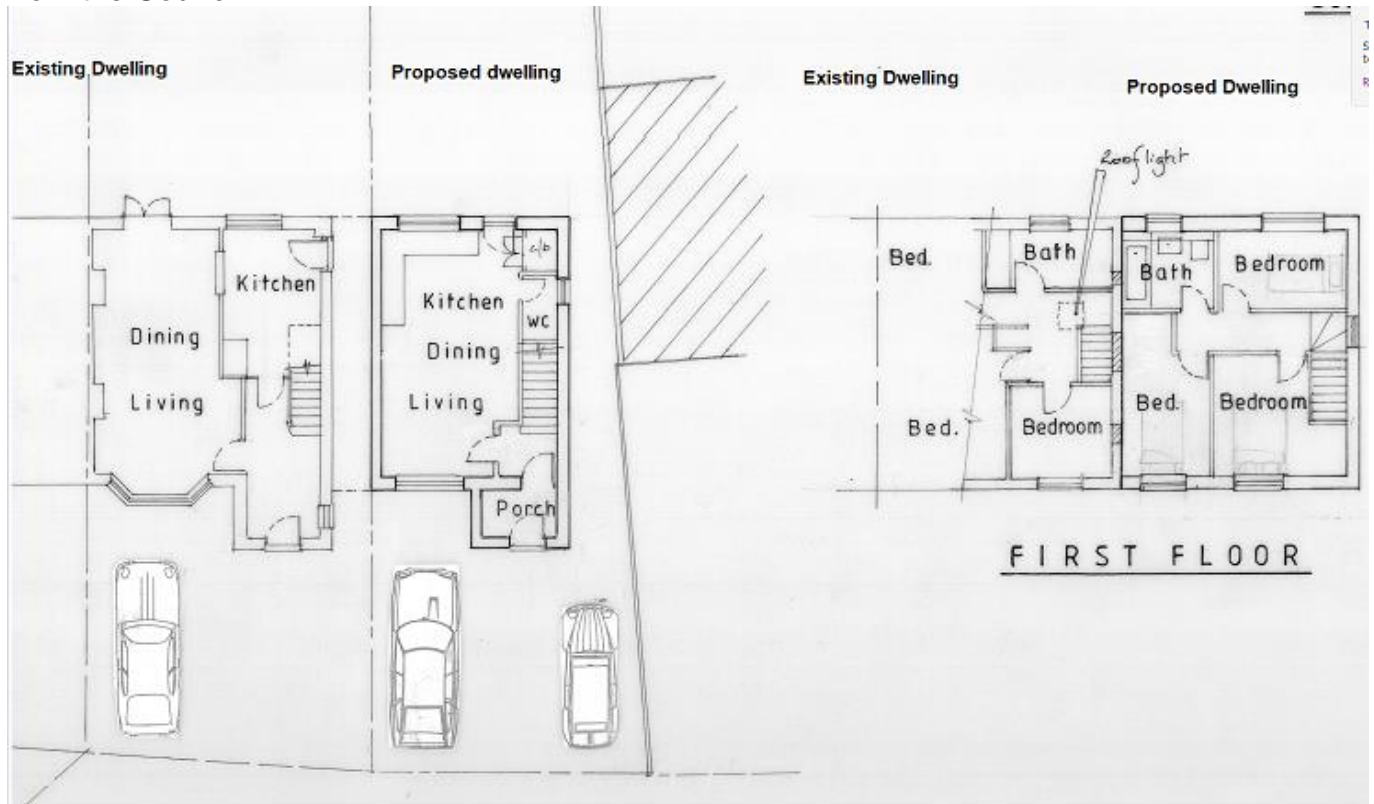 Existing Dwelling
Proposed dwelling
Kitchen
Dining
Living
c/b
Kitchen
WC
Dining
Living
Porch
Existing Dwelling
Proposed Dwelling
Roof light
Bed.
Bath
Bath
Bedroom
Bed.
Bedroom
Bed.
Bedroom
FIRST FLOOR